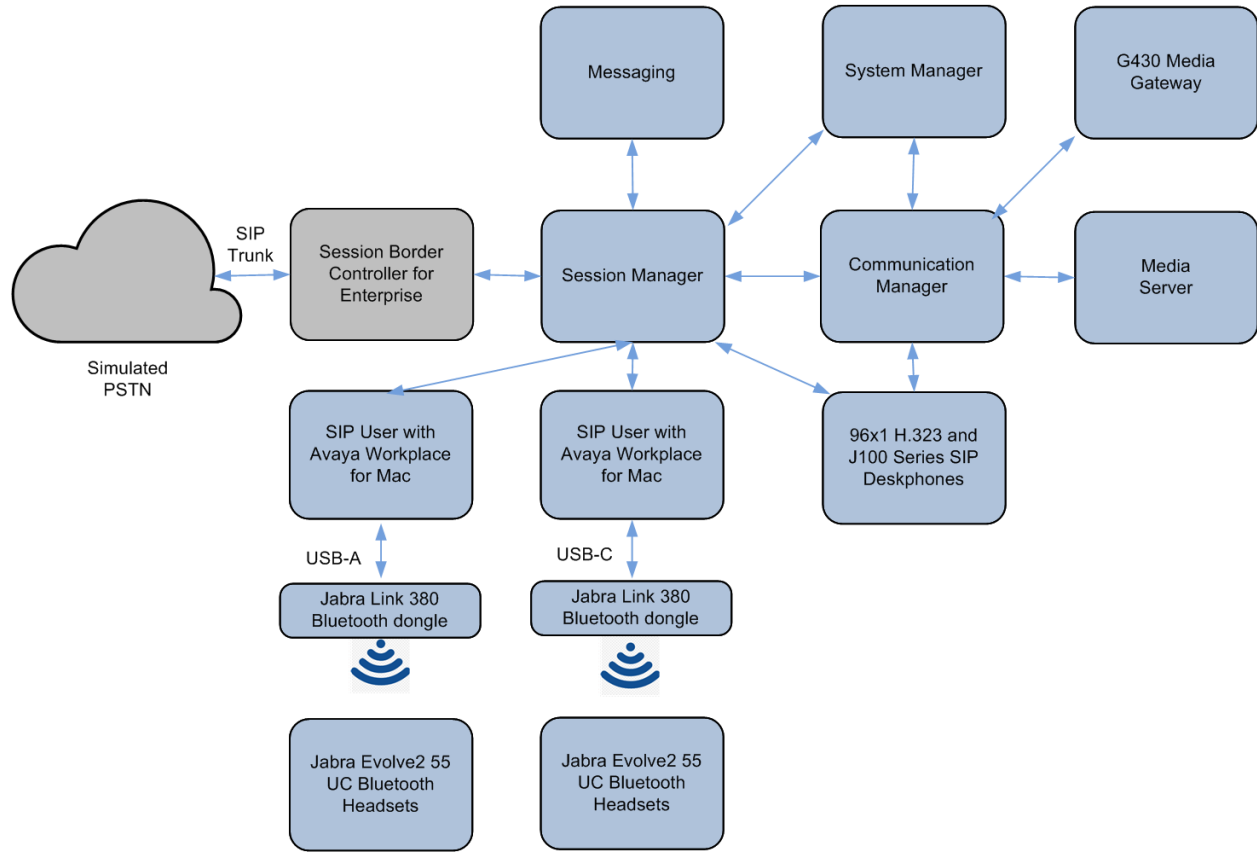 Messaging
System Manager
G430 Media
Gateway
SIP
Trunk
Session Border
Controller for
Enterprise
Session Manager
Communication
Manager
Media
Server
Simulated
PSTN
SIP User with
Avaya Workplace
for Mac
SIP User with
Avaya Workplace
for Mac
96x1 H.323 and
J100 Series SIP
Deskphones
USB-A
USB-C
Jabra Link 380
Bluetooth dongle
Jabra Link 380
Bluetooth dongle
Jabra Evolve2 55
UC Bluetooth
Headsets
Jabra Evolve2 55
UC Bluetooth
Headsets